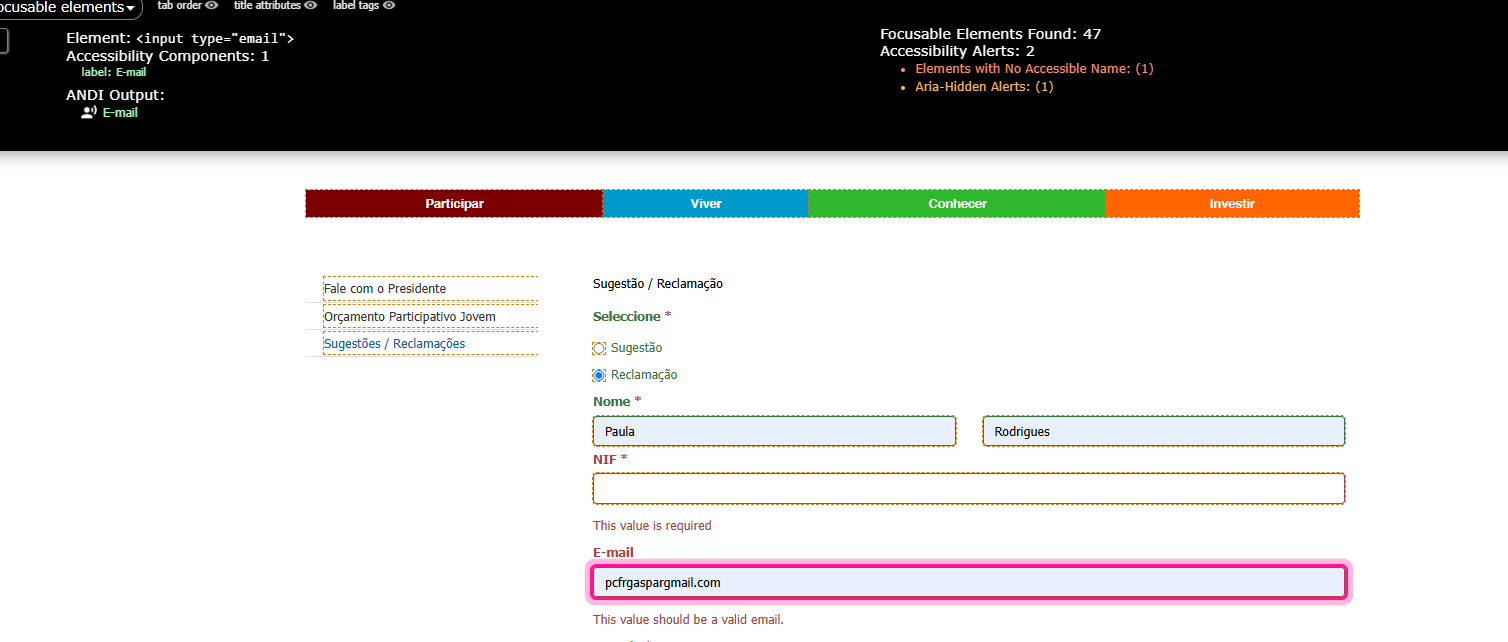 ocusable elements tab order title attributes label tags
Element: <input type="email">
Accessibility Components: 1
label: E-mail
ANDI Output:
E-mail
Focusable Elements Found: 47
Accessibility Alerts: 2
• Elements with No Accessible Name: (1)
• Aria-Hidden Alerts: (1)
Participar Viver Conhecer Investir
Fale com o Presidente
Orçamento Participativo Jovem
Sugestões / Reclamações
Sugestão / Reclamação
Seleccione *
Sugestão
Reclamação
Nome *
Paula Rodrigues
NIF *
This value is required
E-mail
pcfrgaspargmail.com
This value should be a valid email.